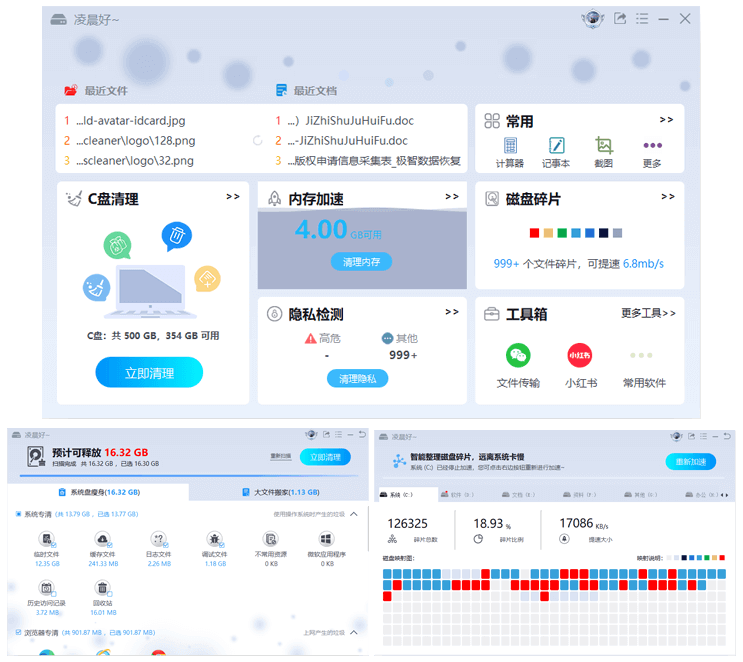 凌晨好~
最近文件
最近文档
1 ...ld-avatar-idcard.jpg
2 ...cleaner\logo\128.png
3 ...scleaner\logo\32.png
1 ...）JiZhiShuJuHuiFu.doc
2 ...-JiZhiShuJuHuiFu.doc
3 ...版权申请信息采集表_极智数据恢复
常用 >>
计算器 记事本 截图 更多
C盘清理 >>
C盘：共 500 GB，354 GB 可用
立即清理
内存加速 >>
4.00 GB可用
清理内存
磁盘碎片 >>
999+ 个文件碎片，可提速 6.8mb/s
隐私检测 >>
高危 其他
- 999+
清理隐私
工具箱 更多工具>>
小红书
文件传输 小红书 常用软件
凌晨好~
预计可释放 16.32 GB
扫描完成 共 16.32 GB，已选 16.30 GB
重新扫描
立即清理
系统盘瘦身(16.32 GB)
大文件搬家(1.13 GB)
系统专清 (共 13.79 GB，已选 13.77 GB) 使用操作系统时产生的垃圾
临时文件 缓存文件 日志文件 调试文件 不常用资源 微软应用程序
12.35 GB 241.33 MB 2.26 MB 1.18 GB 0 KB 0 KB
历史访问记录 回收站
3.72 MB 16.01 MB
浏览器专清 (共 901.87 MB，已选 901.87 MB) 上网产生的垃圾
凌晨好~
智能整理磁盘碎片，远离系统卡慢
系统 (C:) 已经停止加速，您可点击右边按钮重新进行加速~
重新加速
系统 (C:) 软件 (D:) 文档 (E:) 资料 (F:) 其他 办公
126325 18.93 % 17086 KB/s
碎片总数 碎片比例 提速大小
磁盘映射图： 映射说明：